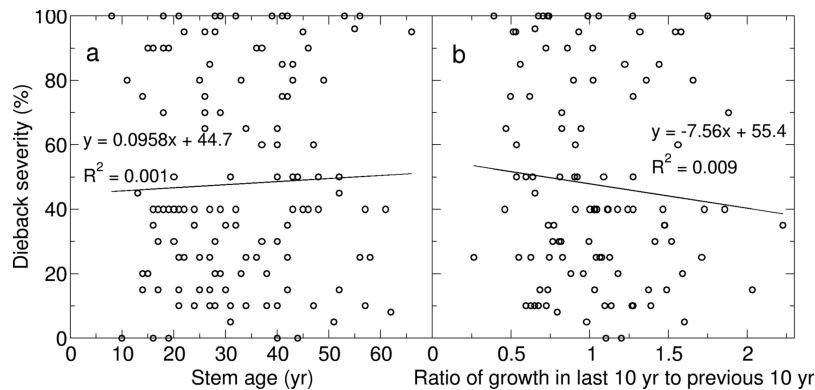 100
80
60
40
20
0
Dieback severity (%)
a
y = 0.0958x + 44.7
R² = 0.001
0 10 20 30 40 50 60
Stem age (yr)
b
y = -7.56x + 55.4
R² = 0.009
0 0.5 1 1.5 2
Ratio of growth in last 10 yr to previous 10 yr